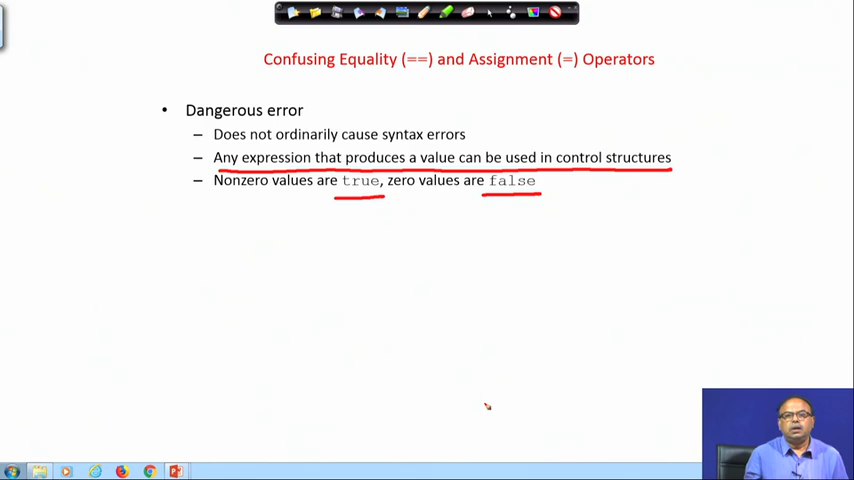 Confusing Equality (==) and Assignment (=) Operators
• Dangerous error
– Does not ordinarily cause syntax errors
– Any expression that produces a value can be used in control structures
– Nonzero values are true, zero values are false